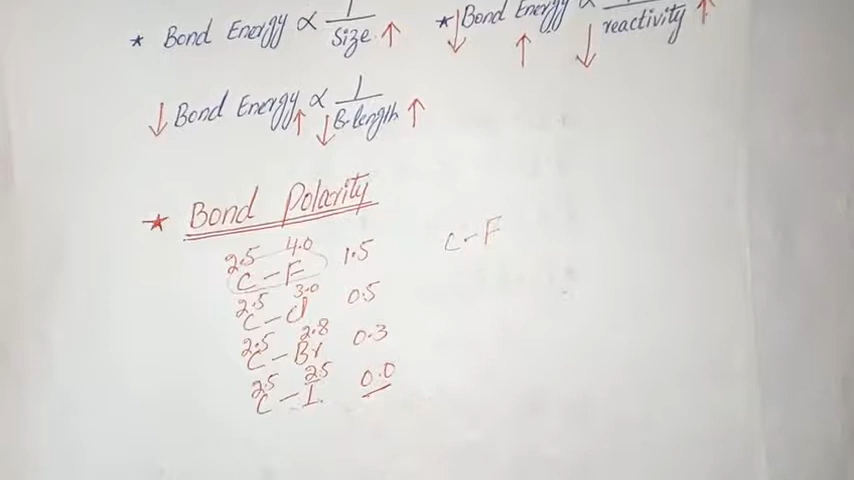 * Bond Energy ∝ 1/Size ↑ * ↓ Bond Energy ↑ ∝ ↓ 1/reactivity ↑
↓ Bond Energy ↑ ∝ ↓ 1/B.length ↑
* Bond Polarity
2.5 4.0
C - F 1.5 C - F
2.5 3.0
C - Cl 0.5
2.5 2.8
C - Br 0.3
2.5 2.5
C - I 0.0